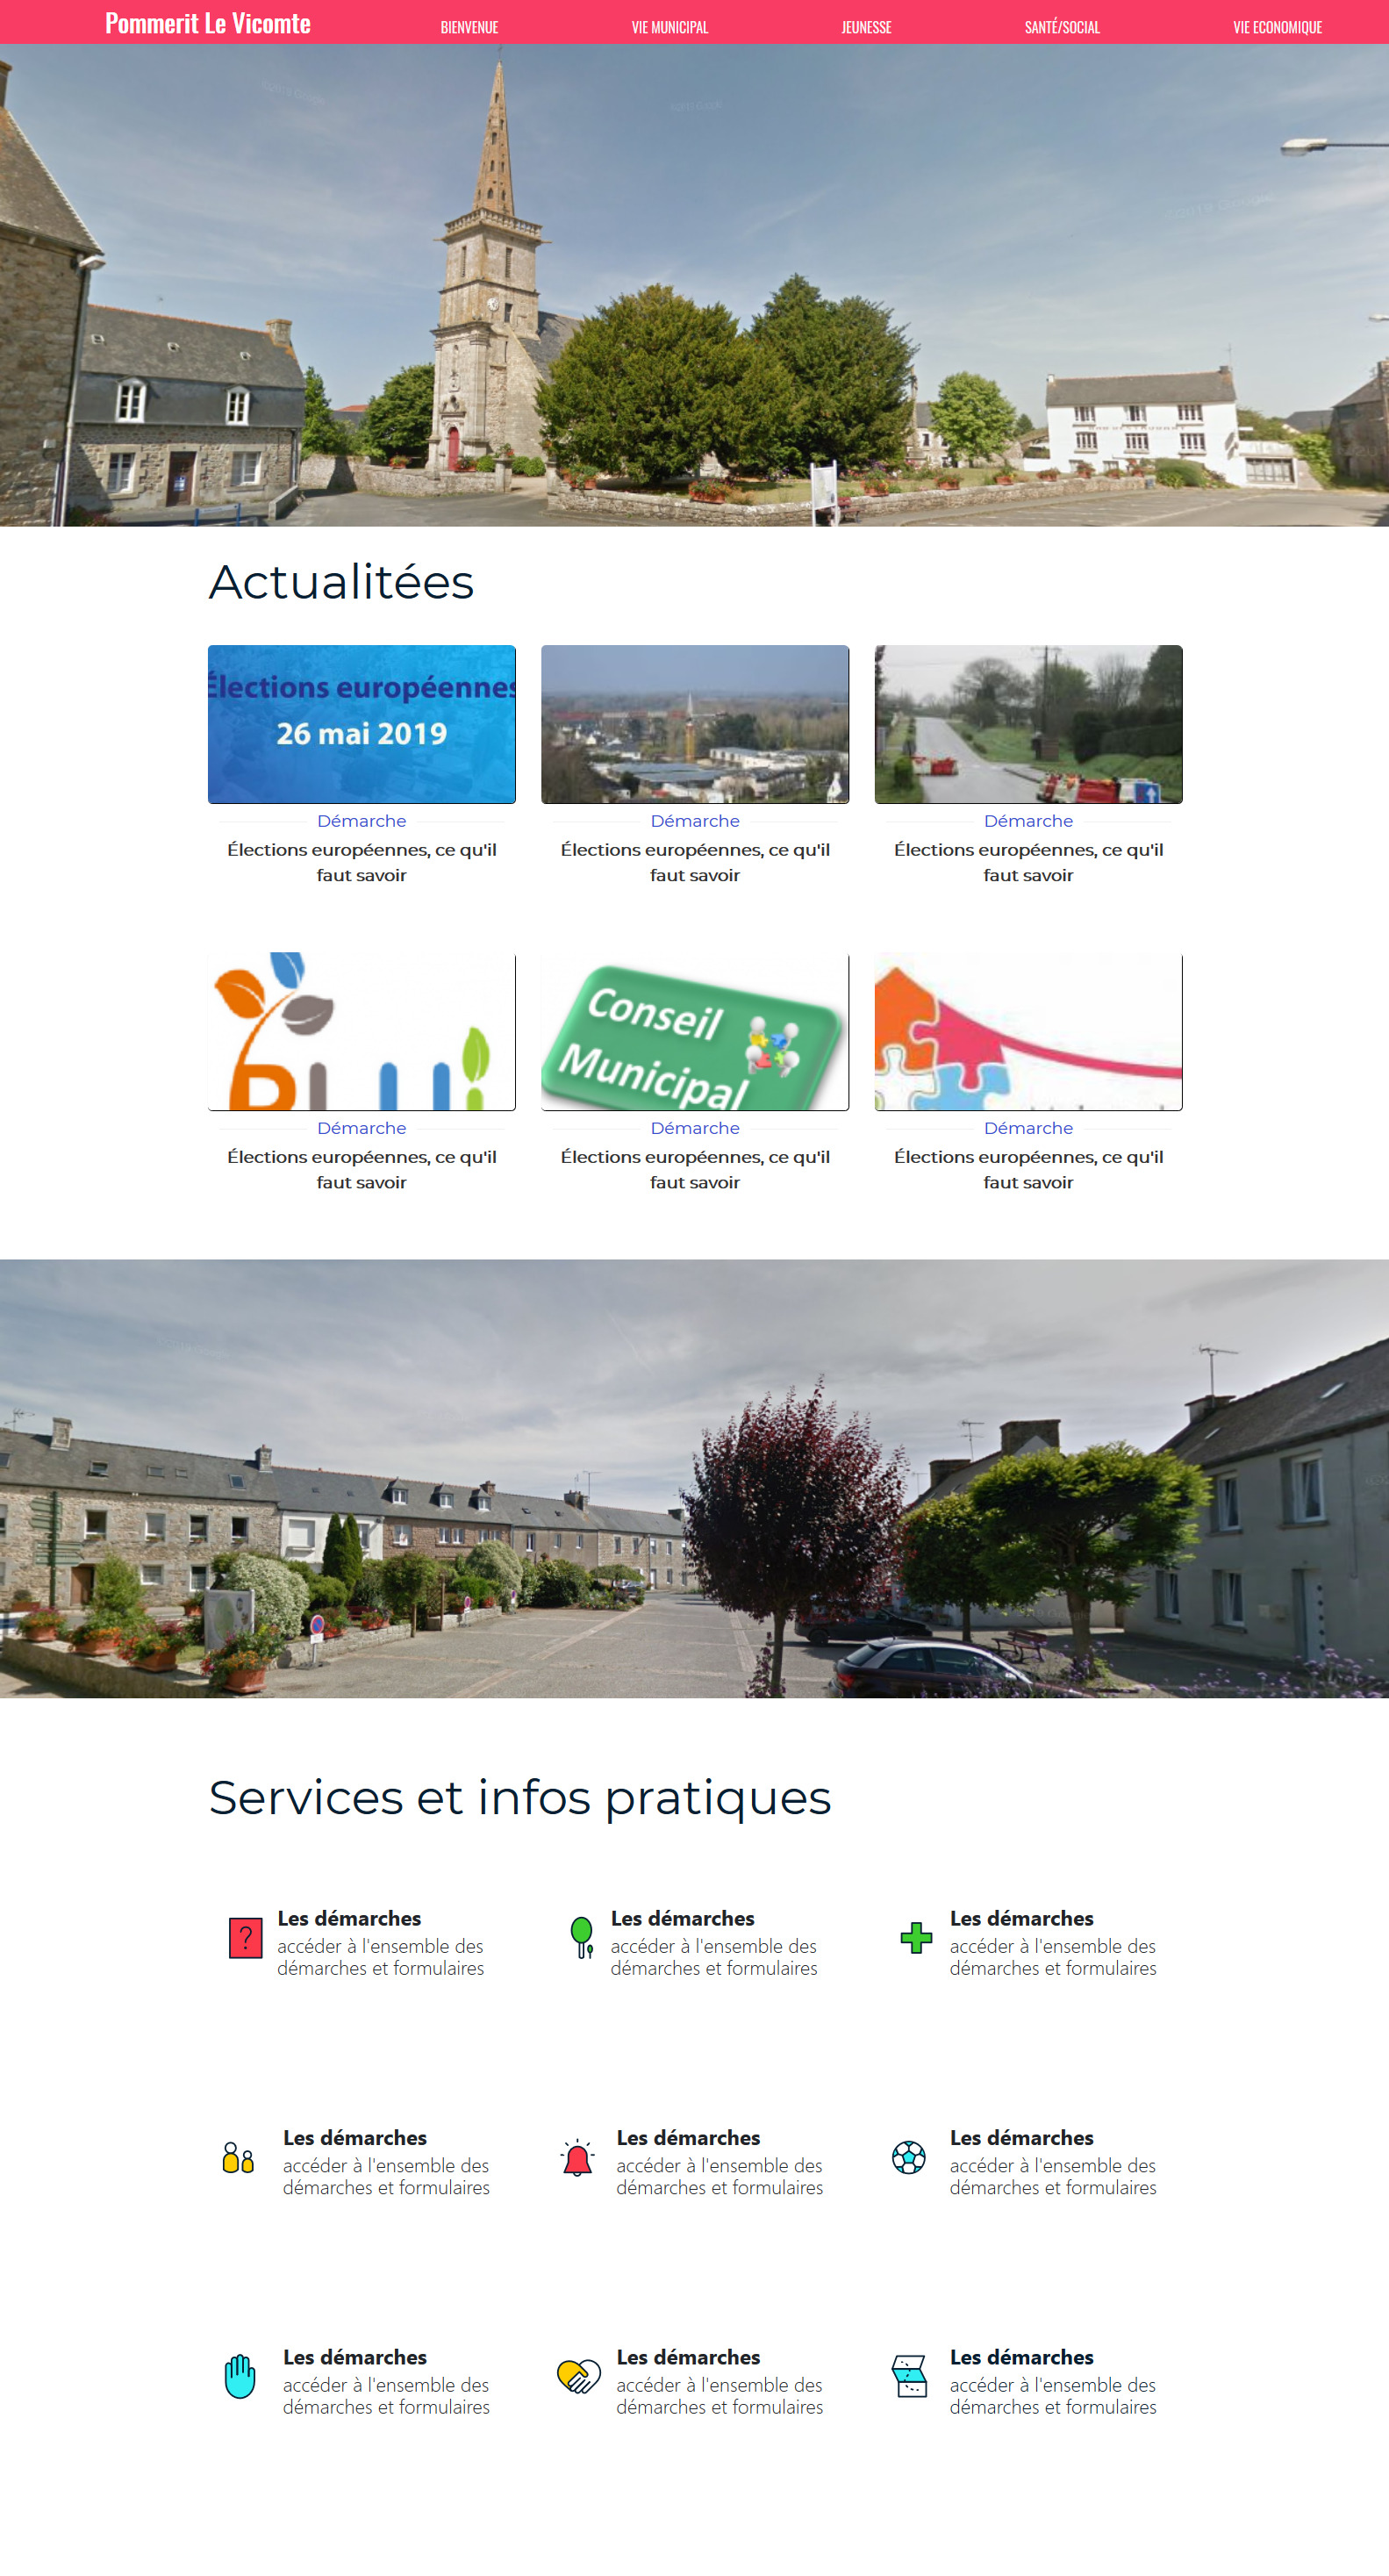 Pommerit Le Vicomte
BIENVENUE
VIE MUNICIPAL
JEUNESSE
SANTÉ/SOCIAL
VIE ECONOMIQUE
Actualitées
Élections européennes
26 mai 2019
Démarche
Élections européennes, ce qu'il
faut savoir
Démarche
Élections européennes, ce qu'il
faut savoir
Démarche
Élections européennes, ce qu'il
faut savoir
Conseil
Municipal
Démarche
Élections européennes, ce qu'il
faut savoir
Démarche
Élections européennes, ce qu'il
faut savoir
Démarche
Élections européennes, ce qu'il
faut savoir
Services et infos pratiques
?
Les démarches
accéder à l'ensemble des
démarches et formulaires
Les démarches
accéder à l'ensemble des
démarches et formulaires
Les démarches
accéder à l'ensemble des
démarches et formulaires
Les démarches
accéder à l'ensemble des
démarches et formulaires
Les démarches
accéder à l'ensemble des
démarches et formulaires
Les démarches
accéder à l'ensemble des
démarches et formulaires
Les démarches
accéder à l'ensemble des
démarches et formulaires
Les démarches
accéder à l'ensemble des
démarches et formulaires
Les démarches
accéder à l'ensemble des
démarches et formulaires